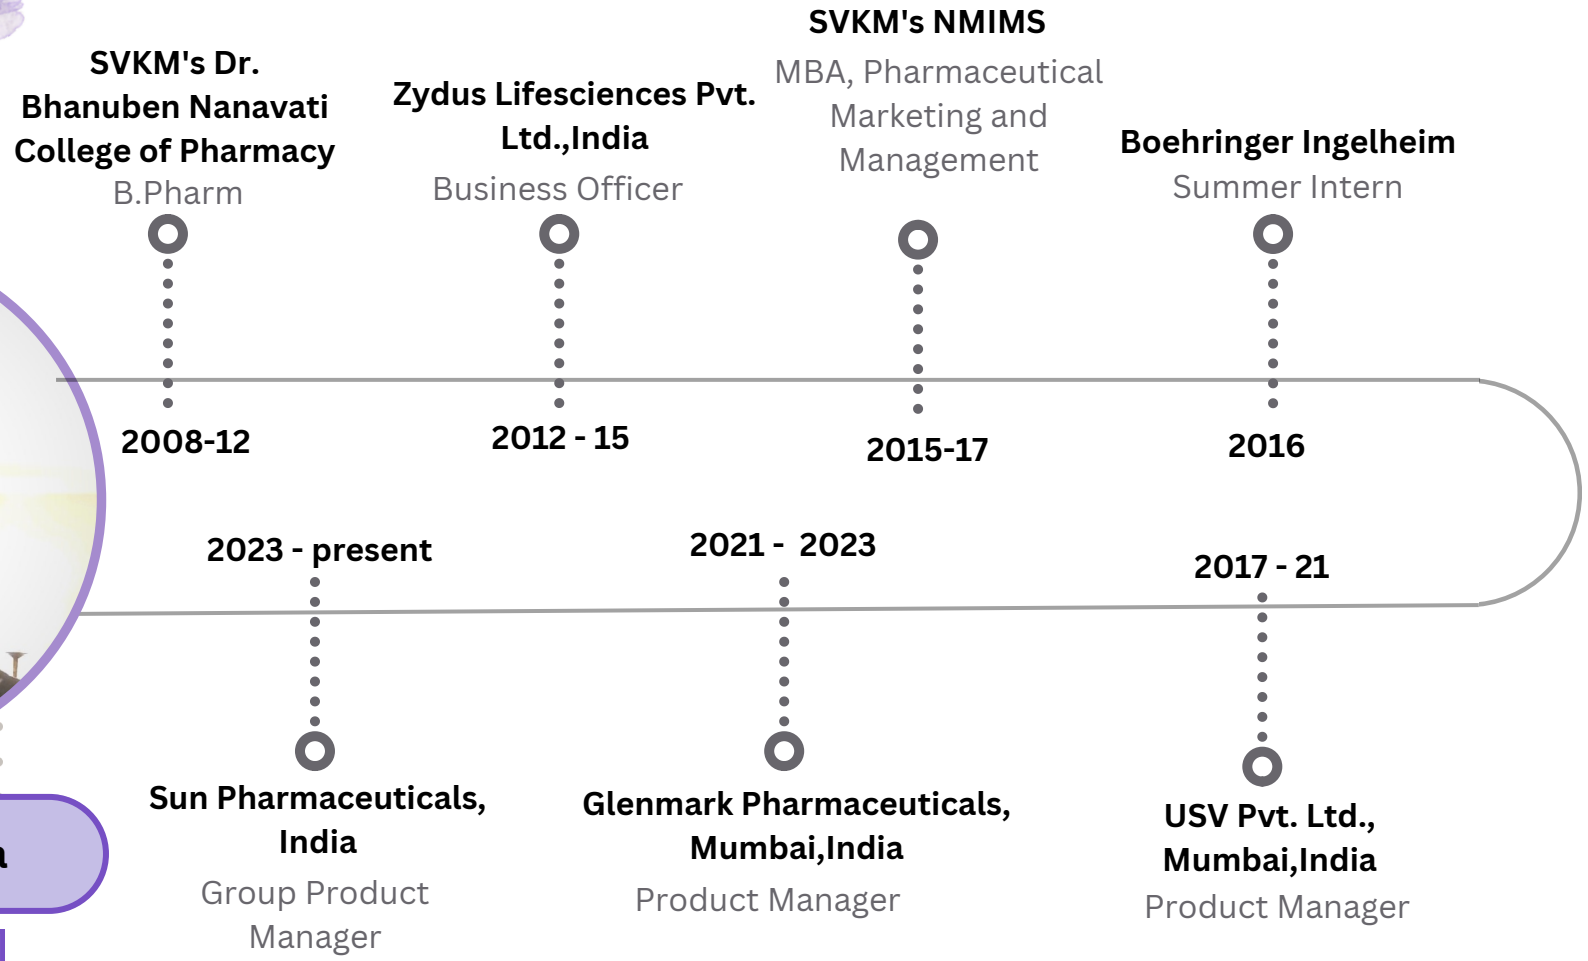 SVKM's Dr.
Bhanuben Nanavati
College of Pharmacy
B.Pharm
2008-12
Zydus Lifesciences Pvt.
Ltd.,India
Business Officer
2012 - 15
SVKM's NMIMS
MBA, Pharmaceutical
Marketing and
Management
2015-17
Boehringer Ingelheim
Summer Intern
2016
2017 - 21
USV Pvt. Ltd.,
Mumbai,India
Product Manager
2021 - 2023
Glenmark Pharmaceuticals,
Mumbai,India
Product Manager
2023 - present
Sun Pharmaceuticals,
India
Group Product
Manager